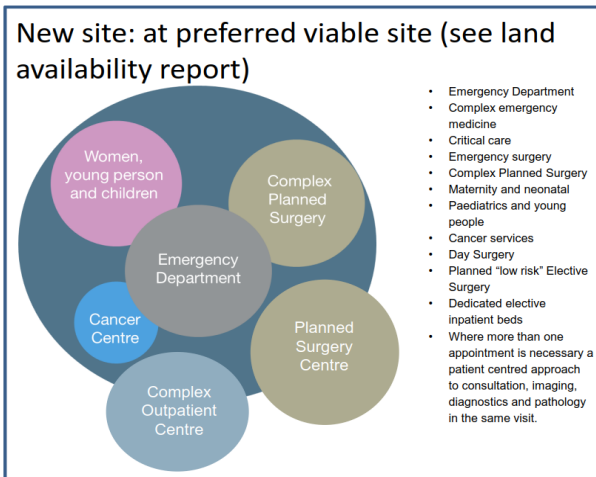 New site: at preferred viable site (see land
availability report)
Women,
young person
and children
Complex
Planned
Surgery
Emergency
Department
Cancer
Centre
Planned
Surgery
Centre
Complex
Outpatient
Centre
• Emergency Department
• Complex emergency
medicine
• Critical care
• Emergency surgery
• Complex Planned Surgery
• Maternity and neonatal
• Paediatrics and young
people
• Cancer services
• Day Surgery
• Planned “low risk” Elective
Surgery
• Dedicated elective
inpatient beds
• Where more than one
appointment is necessary a
patient centred approach
to consultation, imaging,
diagnostics and pathology
in the same visit.